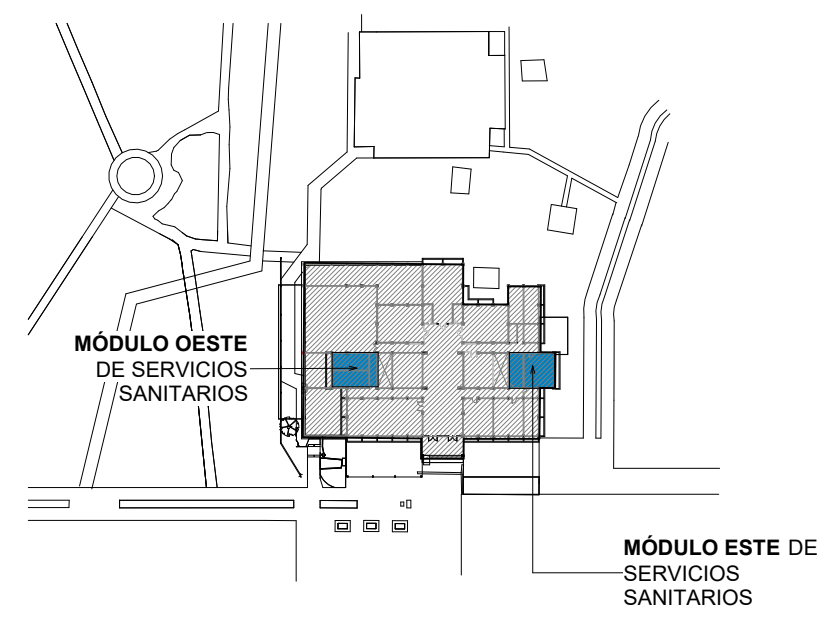 MÓDULO OESTE
DE SERVICIOS
SANITARIOS
MÓDULO ESTE DE
SERVICIOS
SANITARIOS